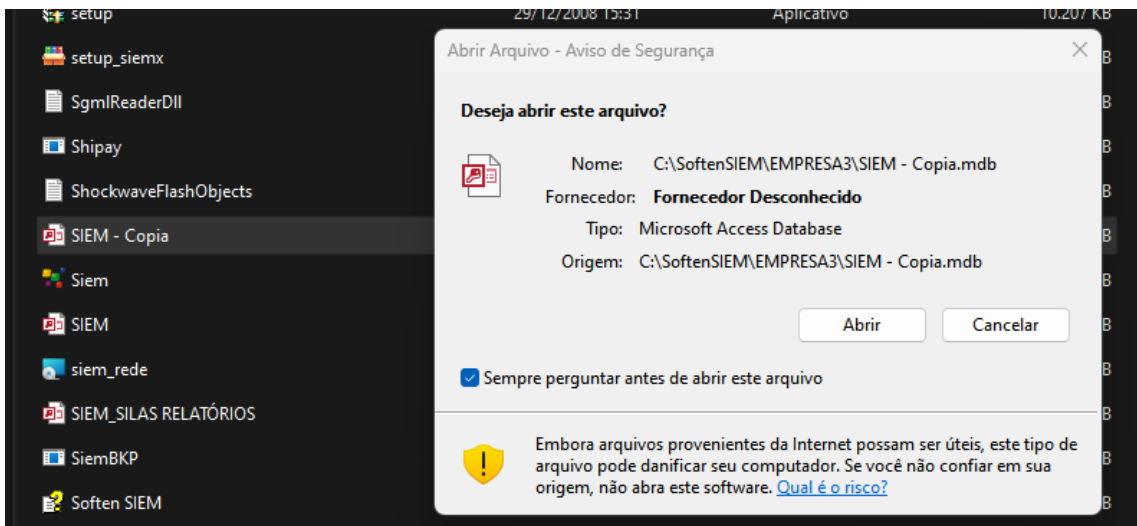 setup 29/12/2008 15:31 Aplicativo 10.207 KB
setup_siemx
SgmlReaderDll
Shipay
ShockwaveFlashObjects
SIEM - Copia
Siem
SIEM
siem_rede
SIEM_SILAS RELATÓRIOS
SiemBKP
Soften SIEM
Abrir Arquivo - Aviso de Segurança
Deseja abrir este arquivo?
Nome: C:\SoftenSIEM\EMPRESA3\SIEM - Copia.mdb
Fornecedor: Fornecedor Desconhecido
Tipo: Microsoft Access Database
Origem: C:\SoftenSIEM\EMPRESA3\SIEM - Copia.mdb
Abrir Cancelar
Sempre perguntar antes de abrir este arquivo
Embora arquivos provenientes da Internet possam ser úteis, este tipo de
arquivo pode danificar seu computador. Se você não confiar em sua
origem, não abra este software. Qual é o risco?